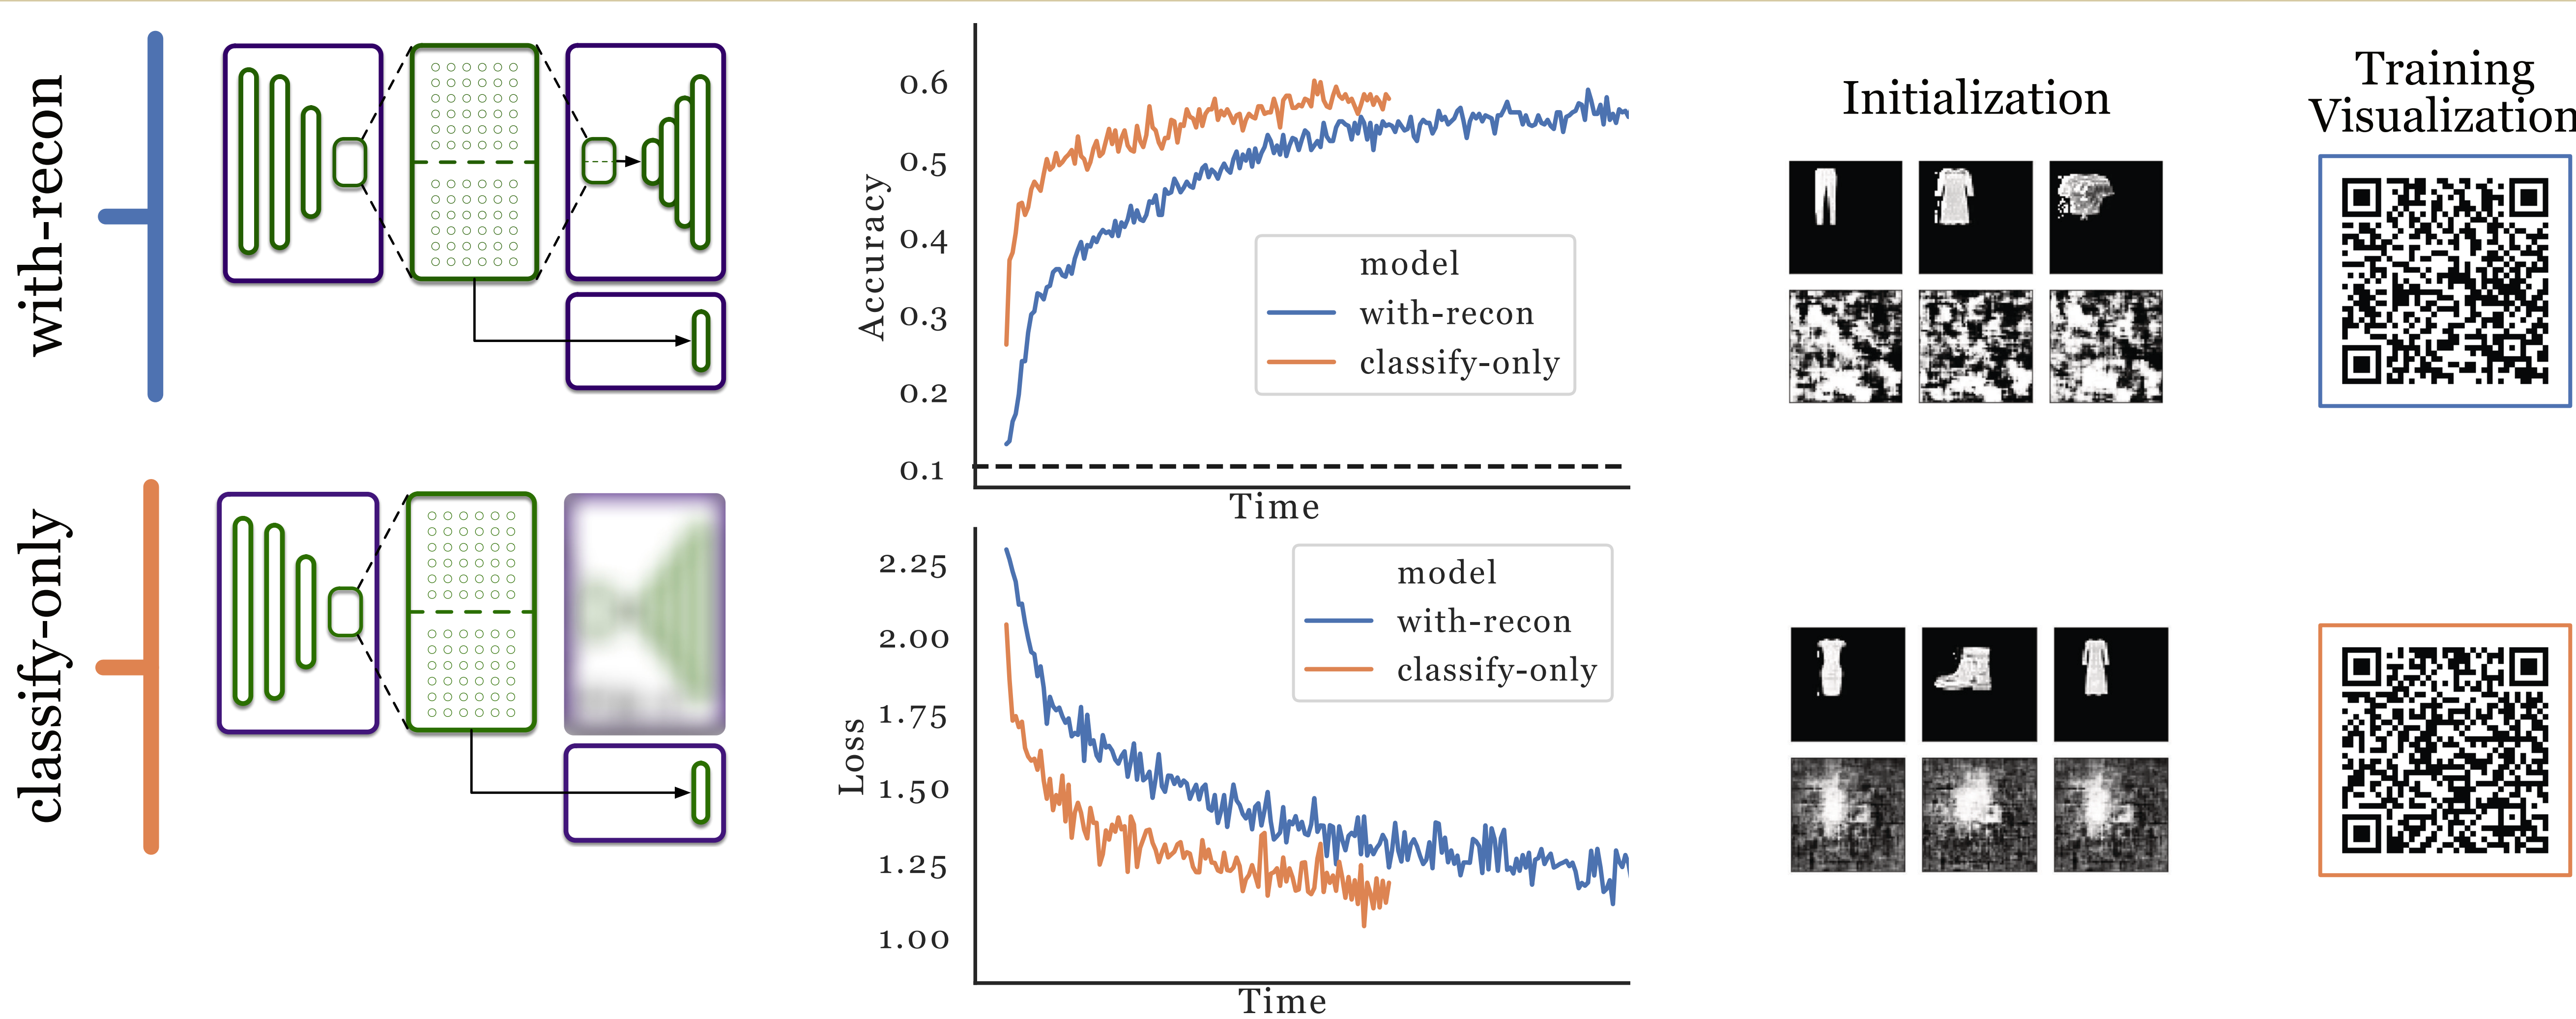 with-recon
0.6
0.5
0.4
0.3
0.2
0.1
Accuracy
model
with-recon
classify-only
Time
Initialization
Training
Visualization
classify-only
2.25
2.00
1.75
1.50
1.25
1.00
Loss
model
with-recon
classify-only
Time